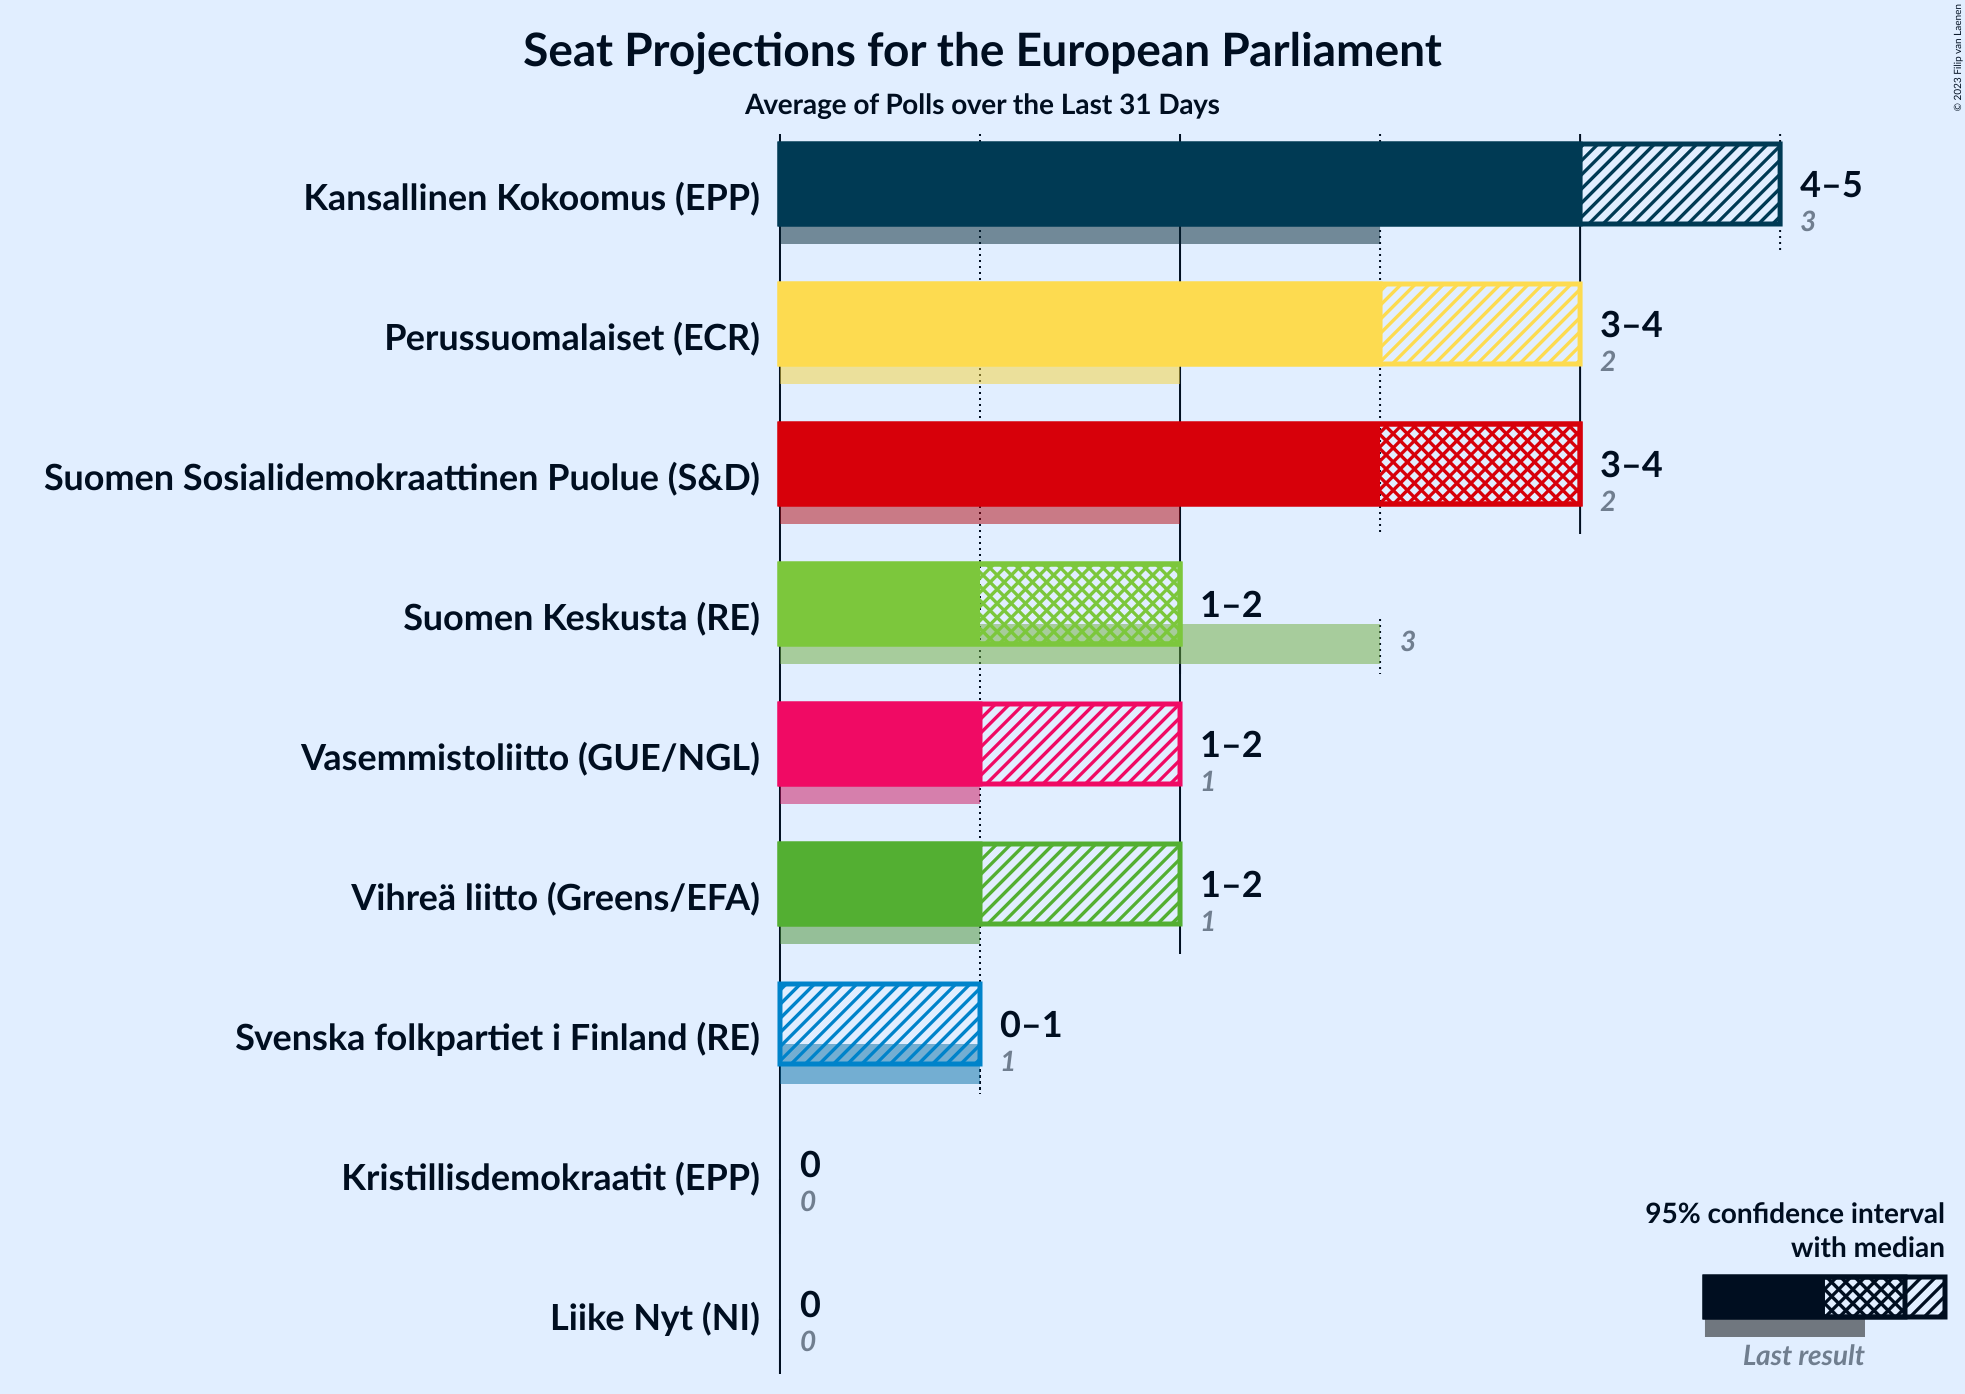 Seat Projections for the European Parliament
Average of Polls over the Last 31 Days
© 2023 Filip van Laenen
Kansallinen Kokoomus (EPP)
4–5
3
Perussuomalaiset (ECR)
3–4
2
Suomen Sosialidemokraattinen Puolue (S&D)
3–4
2
Suomen Keskusta (RE)
1–2
3
Vasemmistoliitto (GUE/NGL)
1–2
1
Vihreä liitto (Greens/EFA)
1–2
1
Svenska folkpartiet i Finland (RE)
0–1
1
Kristillisdemokraatit (EPP)
0
0
Liike Nyt (NI)
0
0
95% confidence interval
with median
Last result